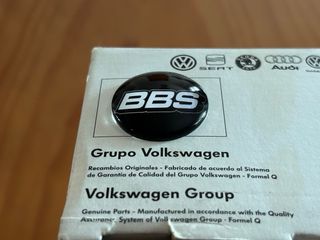 SEAT
Audi
BBS
Grupo Volkswagen
Recambios Originales - Fabricado de acuerdo al Sistema
de Garantía de Calidad del Grupo Volkswagen - Formel Q
Volkswagen Group
Genuine Parts - Manufactured in accordance with the Quality
Assurance System of Volkswagen Group - Formel Q